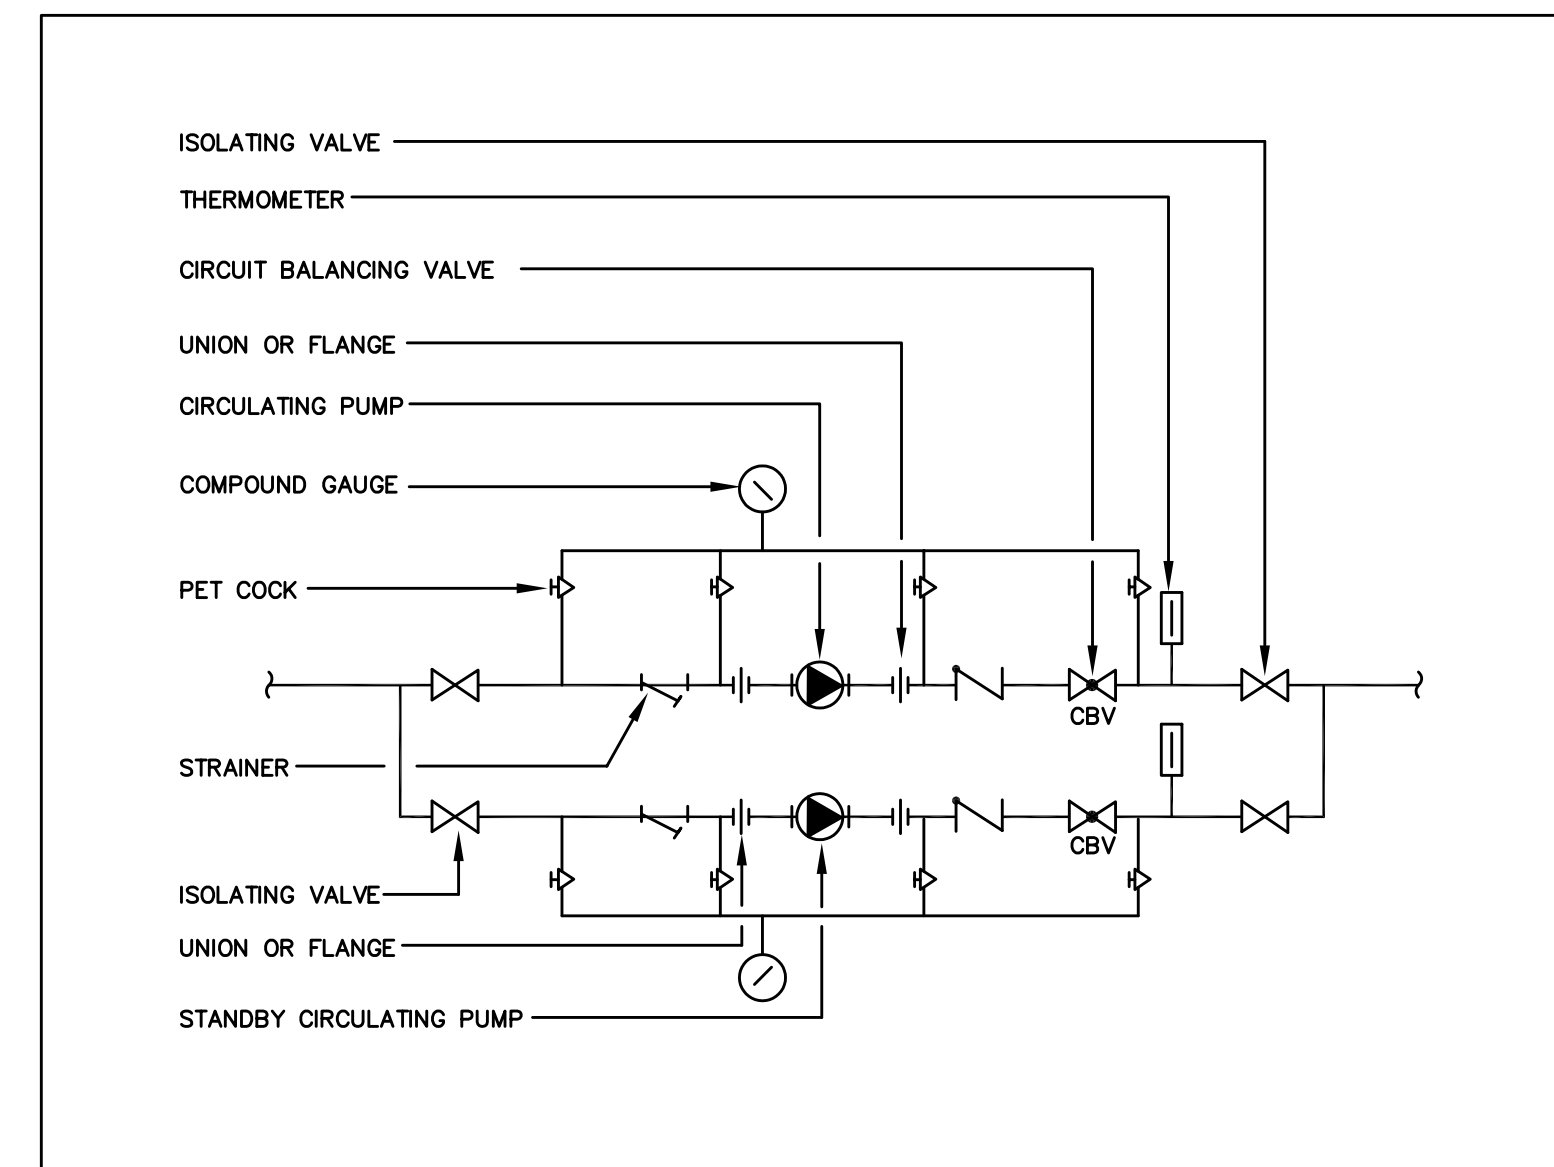 ISOLATING VALVE
THERMOMETER
CIRCUIT BALANCING VALVE
UNION OR FLANGE
CIRCULATING PUMP
COMPOUND GAUGE
PET COCK
CBV
STRAINER
CBV
ISOLATING VALVE
UNION OR FLANGE
STANDBY CIRCULATING PUMP